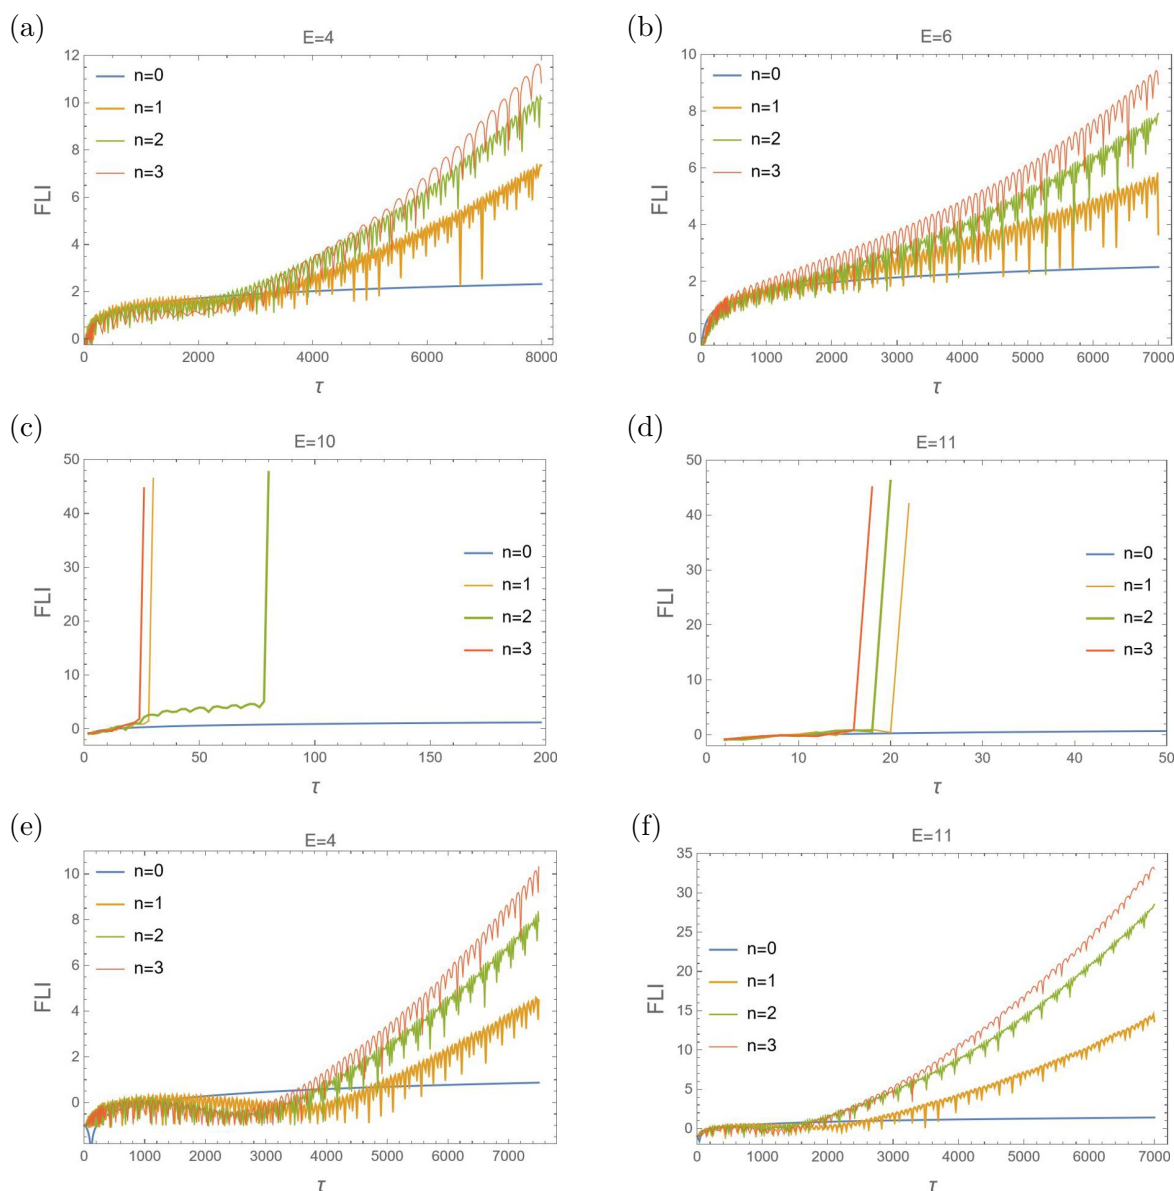 (a)
E=4
12
10
8
6
4
2
0
FLI
n=0
n=1
n=2
n=3
0 2000 4000 6000 8000
τ
(b)
E=6
10
8
6
4
2
0
FLI
n=0
n=1
n=2
n=3
0 1000 2000 3000 4000 5000 6000 7000
τ
(c)
E=10
50
40
30
20
10
0
FLI
n=0
n=1
n=2
n=3
0 50 100 150 200
τ
(d)
E=11
50
40
30
20
10
0
FLI
n=0
n=1
n=2
n=3
0 10 20 30 40 50
τ
(e)
E=4
10
8
6
4
2
0
FLI
n=0
n=1
n=2
n=3
0 1000 2000 3000 4000 5000 6000 7000
τ
(f)
E=11
35
30
25
20
15
10
5
0
FLI
n=0
n=1
n=2
n=3
0 1000 2000 3000 4000 5000 6000 7000
τ